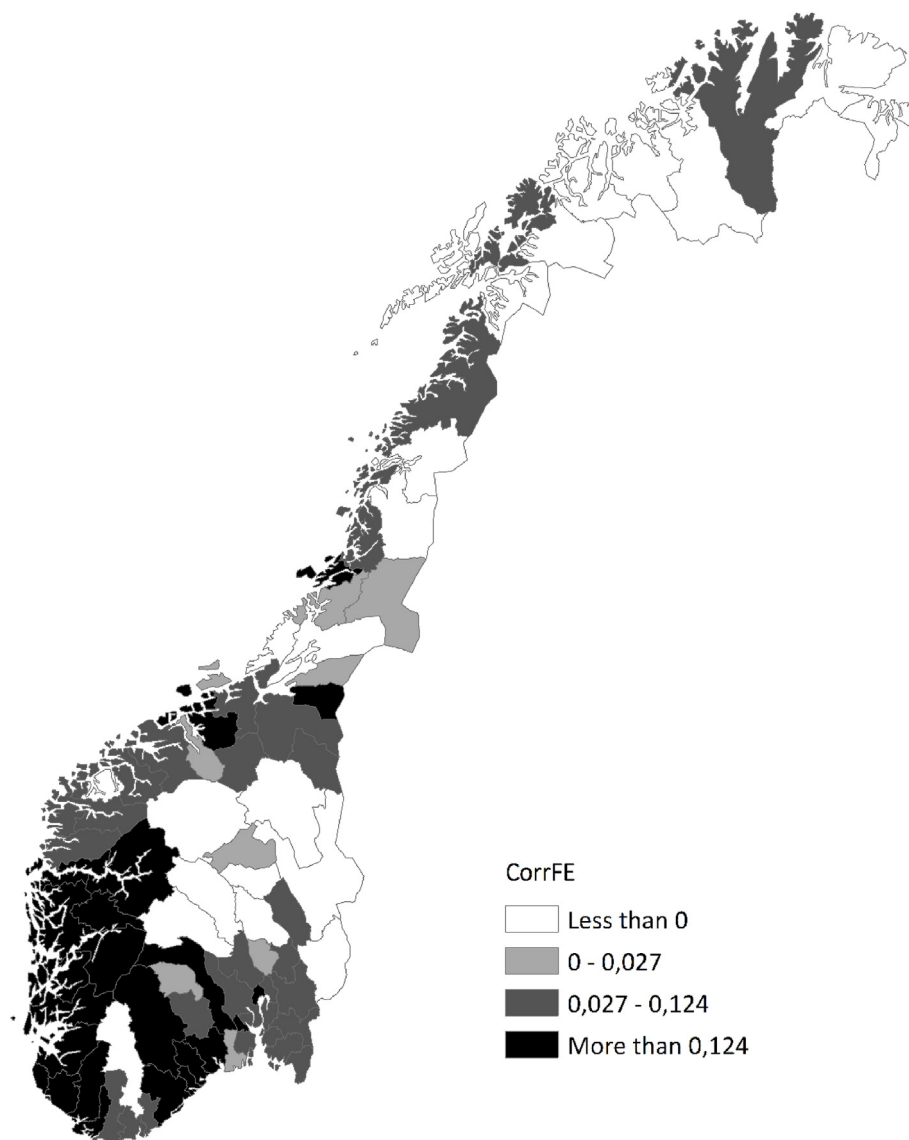 CorrFE
Less than 0
0 - 0,027
0,027 - 0,124
More than 0,124